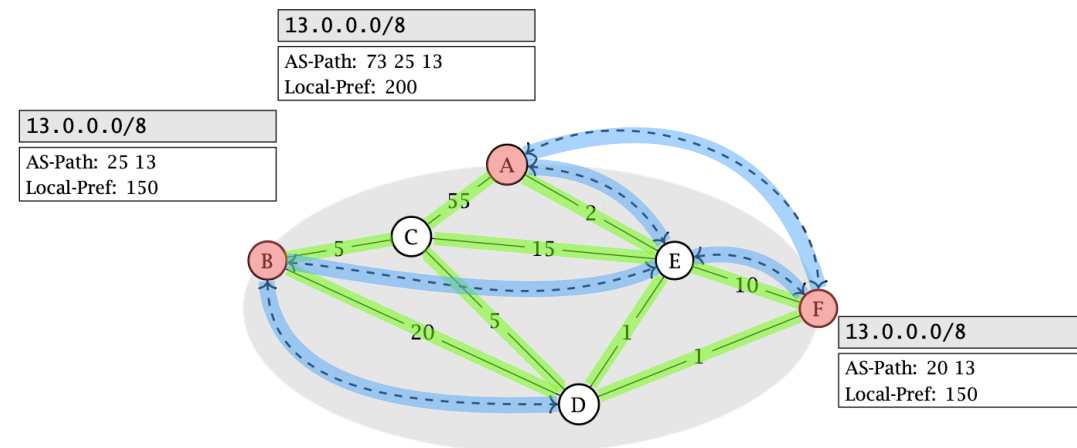 13.0.0.0/8
AS-Path: 73 25 13
Local-Pref: 200
13.0.0.0/8
AS-Path: 25 13
Local-Pref: 150
A
55
2
C
5
15
B
E
10
F
20
5
1
1
D
13.0.0.0/8
AS-Path: 20 13
Local-Pref: 150